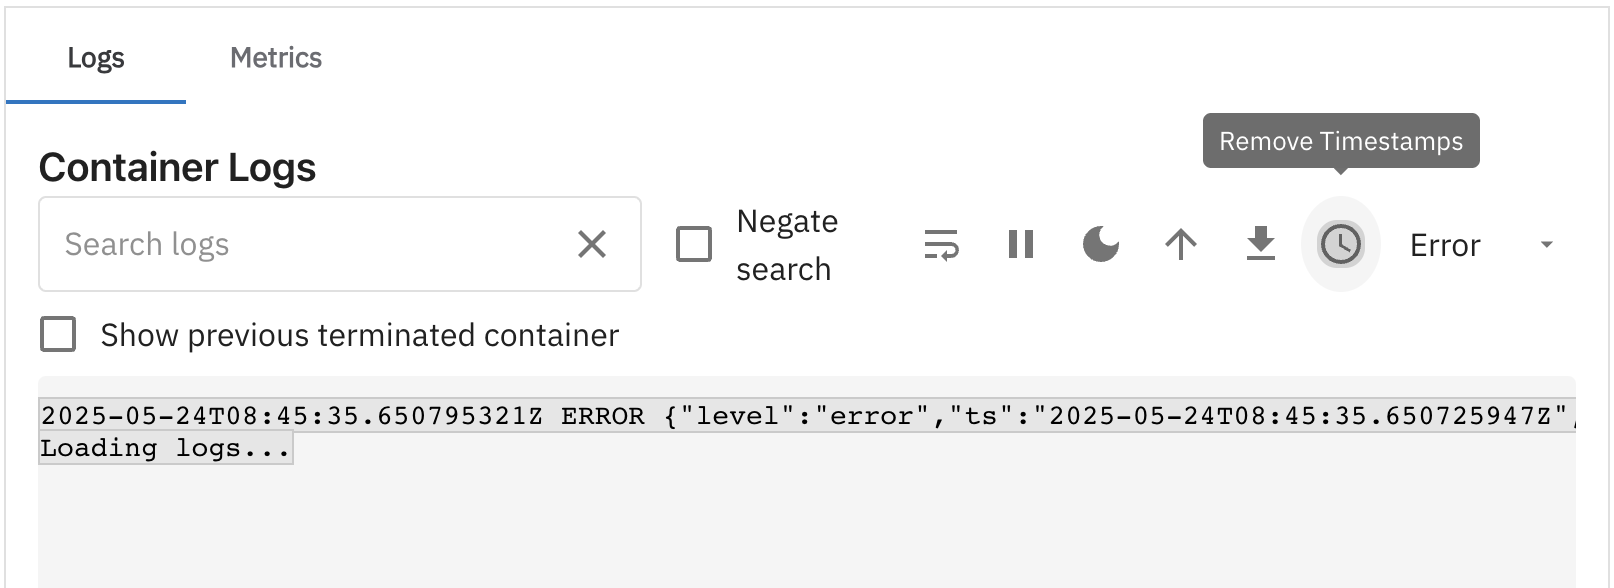 Logs
Metrics
Remove Timestamps
Container Logs
Search logs
Negate
search
Error
Show previous terminated container
2025-05-24T08:45:35.650795321Z ERROR {"level":"error","ts":"2025-05-24T08:45:35.650725947Z",
Loading logs...